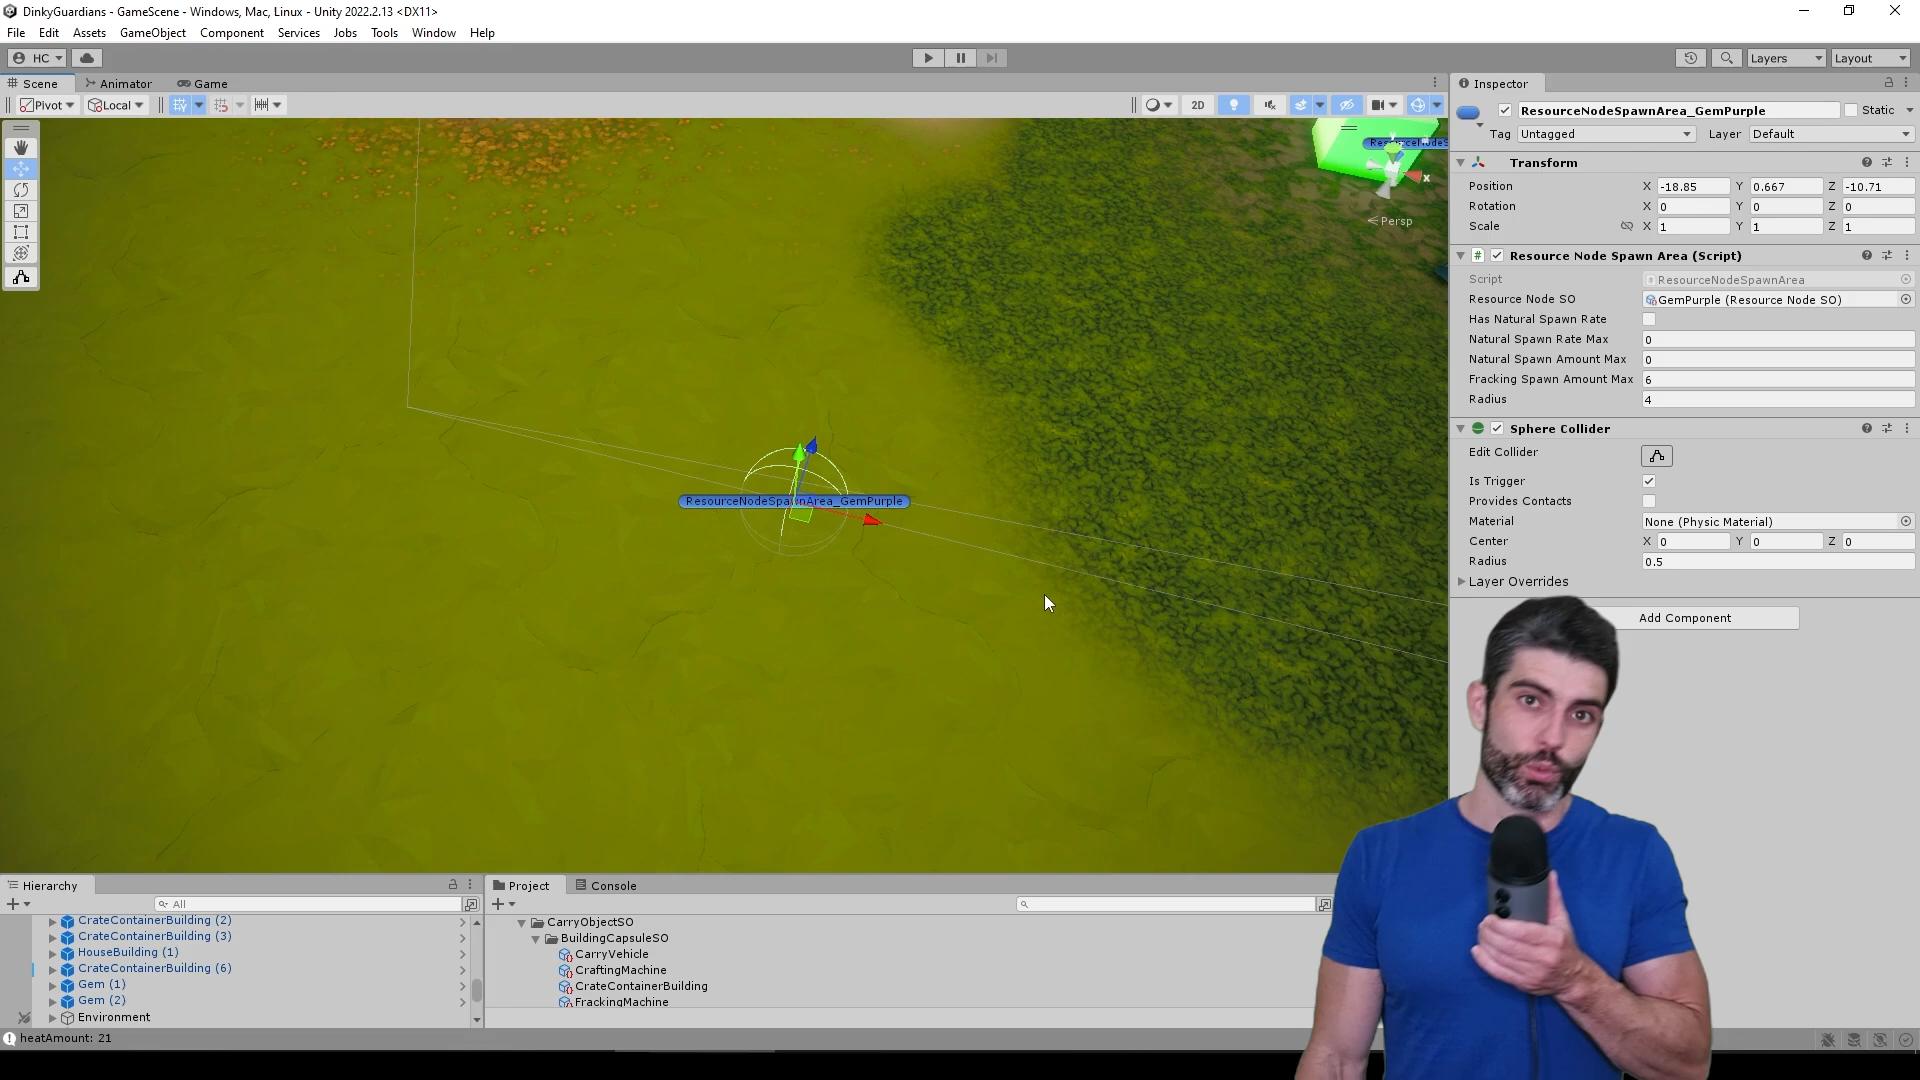 DinkyGuardians - GameScene - Windows, Mac, Linux - Unity 2022.2.13 <DX11>
File Edit Assets GameObject Component Services Jobs Tools Window Help
HC
Layers
Layout
Scene
Animator
Game
Pivot
Local
2D
ResourceNodeS
Y
x
Persp
ResourceNodeSpawnArea_GemPurple
Inspector
ResourceNodeSpawnArea_GemPurple
Static
Tag Untagged Layer Default
Transform
Position X -18.85 Y 0.667 Z -10.71
Rotation X 0 Y 0 Z 0
Scale X 1 Y 1 Z 1
# Resource Node Spawn Area (Script)
Script ResourceNodeSpawnArea
Resource Node SO GemPurple (Resource Node SO)
Has Natural Spawn Rate
Natural Spawn Rate Max 0
Natural Spawn Amount Max 0
Fracking Spawn Amount Max 6
Radius 4
Sphere Collider
Edit Collider
Is Trigger
Provides Contacts
Material None (Physic Material)
Center X 0 Y 0 Z 0
Radius 0.5
Layer Overrides
Add Component
Hierarchy
All
CrateContainerBuilding (2)
CrateContainerBuilding (3)
HouseBuilding (1)
CrateContainerBuilding (6)
Gem (1)
Gem (2)
Environment
Project
Console
CarryObjectSO
BuildingCapsuleSO
CarryVehicle
CraftingMachine
CrateContainerBuilding
FrackingMachine
heatAmount: 21